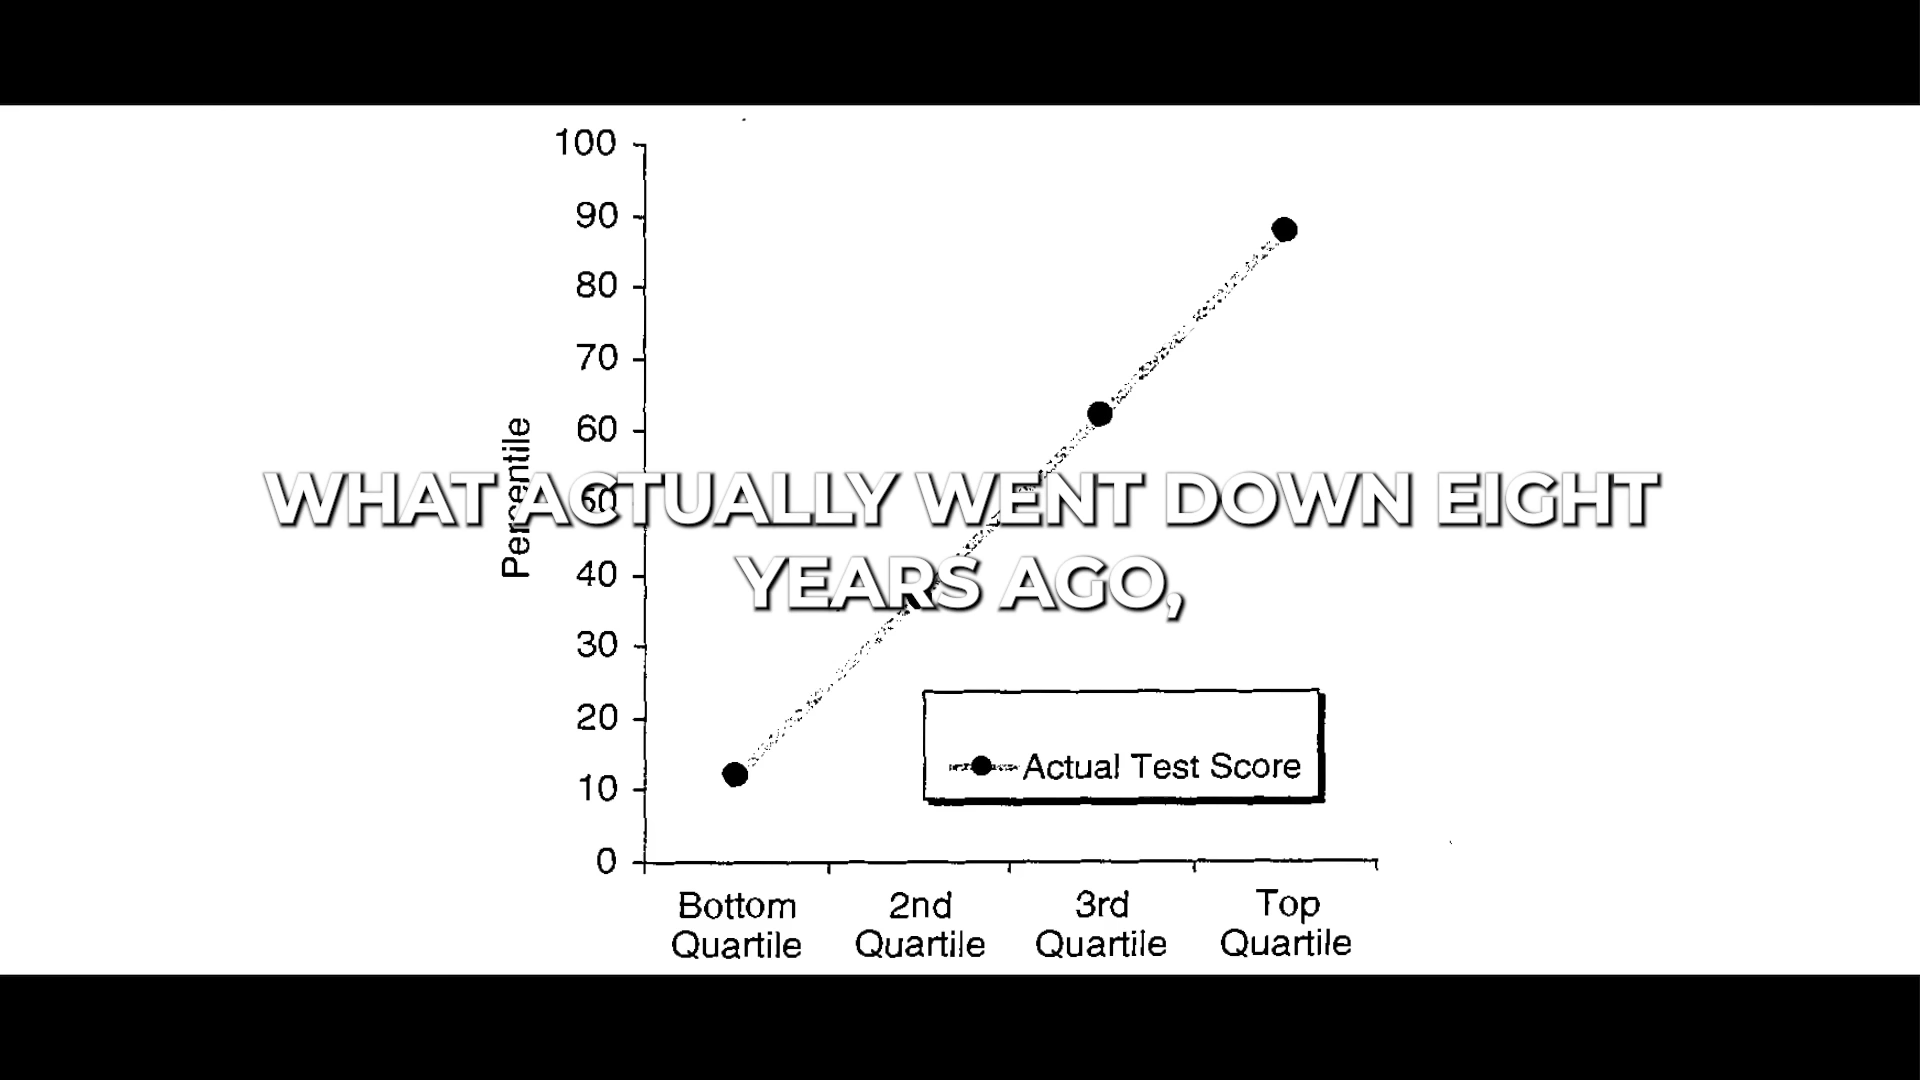 100
90
80
70
60
50
40
30
20
10
0
Percentile
WHAT ACTUALLY WENT DOWN EIGHT
YEARS AGO,
Actual Test Score
Bottom Quartile
2nd Quartile
3rd Quartile
Top Quartile